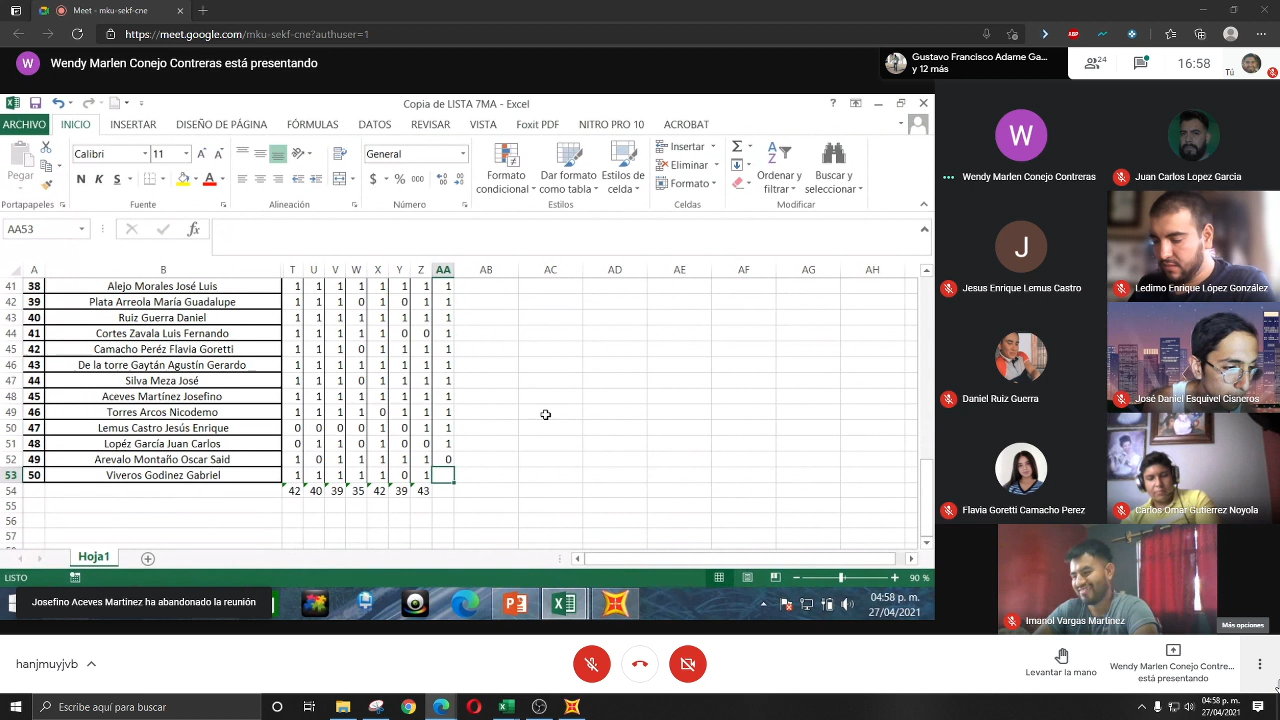 Meet - mku-sekf-cne
https://meet.google.com/mku-sekf-cne?authuser=1
ABP
W Wendy Marlen Conejo Contreras está presentando
Gustavo Francisco Adame Ga...
y 12 más
24
16:58
Tú
Copia de LISTA 7MA - Excel
ARCHIVO INICIO INSERTAR DISEÑO DE PÁGINA FÓRMULAS DATOS REVISAR VISTA Foxit PDF NITRO PRO 10 ACROBAT
Pegar
Calibri 11 A A
General
N K S A
$ % 000
Formato condicional
Dar formato como tabla
Estilos de celda
Insertar
Eliminar
Formato
Ordenar y filtrar
Buscar y seleccionar
Portapapeles Fuente Alineación Número Estilos Celdas Modificar
AA53 fx
A B T U V W X Y Z AA AB AC AD AE AF AG AH
41 38 Alejo Morales José Luis 1 1 1 1 1 1 1 1
42 39 Plata Arreola María Guadalupe 1 1 1 0 1 0 1 1
43 40 Ruiz Guerra Daniel 1 1 1 1 1 1 1 1
44 41 Cortes Zavala Luis Fernando 1 1 1 1 1 0 0 1
45 42 Camacho Peréz Flavia Goretti 1 1 1 0 1 1 1 1
46 43 De la torre Gaytán Agustín Gerardo 1 1 1 1 1 1 1 1
47 44 Silva Meza José 1 1 1 0 1 1 1 1
48 45 Aceves Martínez Josefino 1 1 1 1 1 1 1 1
49 46 Torres Arcos Nicodemo 1 1 1 1 0 1 1 1
50 47 Lemus Castro Jesús Enrique 0 0 0 0 1 0 1 1
51 48 Lopéz García Juan Carlos 0 1 1 0 1 0 0 1
52 49 Arevalo Montaño Oscar Said 1 0 1 1 1 1 1 0
53 50 Viveros Godínez Gabriel 1 1 1 1 1 0 1
54 42 40 39 35 42 39 43
55
56
57
Hoja1
LISTO
90 %
Josefino Aceves Martinez ha abandonado la reunión
04:58 p. m.
27/04/2021
W
Wendy Marlen Conejo Contreras
Juan Carlos Lopez Garcia
J
Jesus Enrique Lemus Castro
Ledimo Enrique López González
Daniel Ruiz Guerra
José Daniel Esquivel Cisneros
Flavia Goretti Camacho Perez
Carlos Omar Gutierrez Noyola
Imanol Vargas Martinez
Más opciones
hanjmuyjvb
Levantar la mano
Wendy Marlen Conejo Contre...
está presentando
Escribe aquí para buscar
04:58 p. m.
27/04/2021